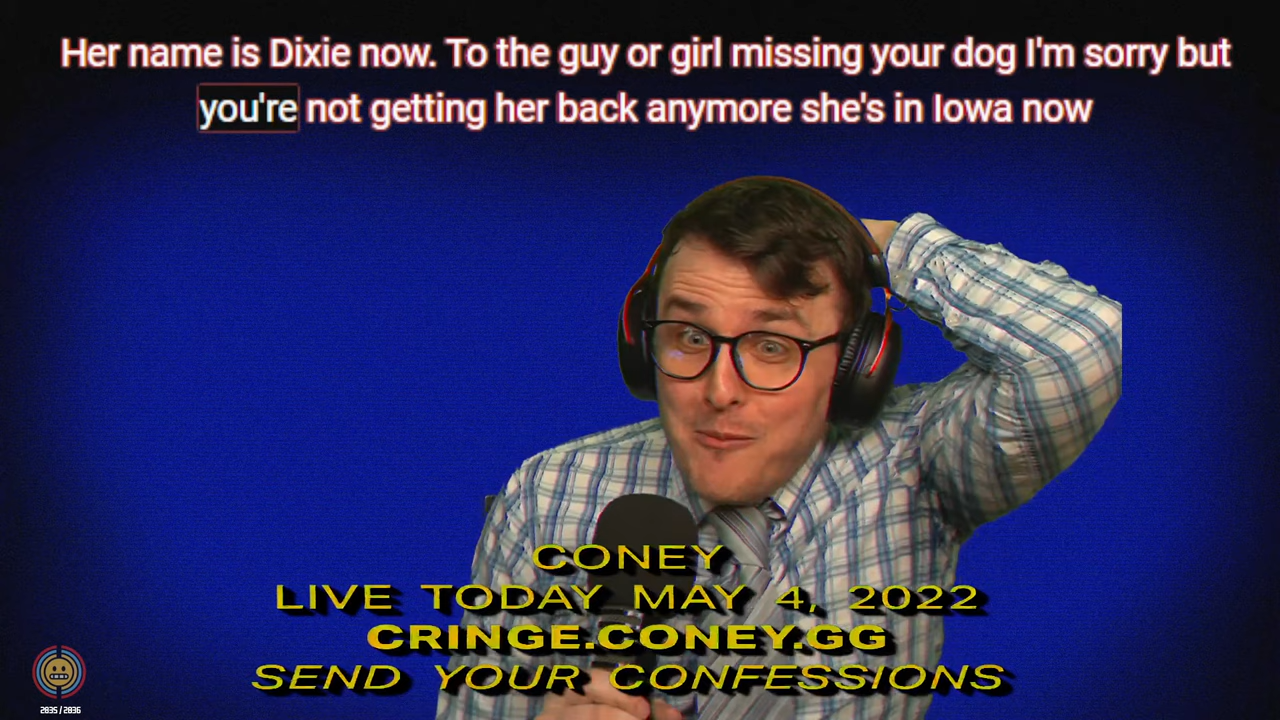 Her name is Dixie now. To the guy or girl missing your dog I'm sorry but
you're not getting her back anymore she's in Iowa now
CONEY
LIVE TODAY MAY 4, 2022
CRINGE.CONEY.GG
SEND YOUR CONFESSIONS
2835 / 2836